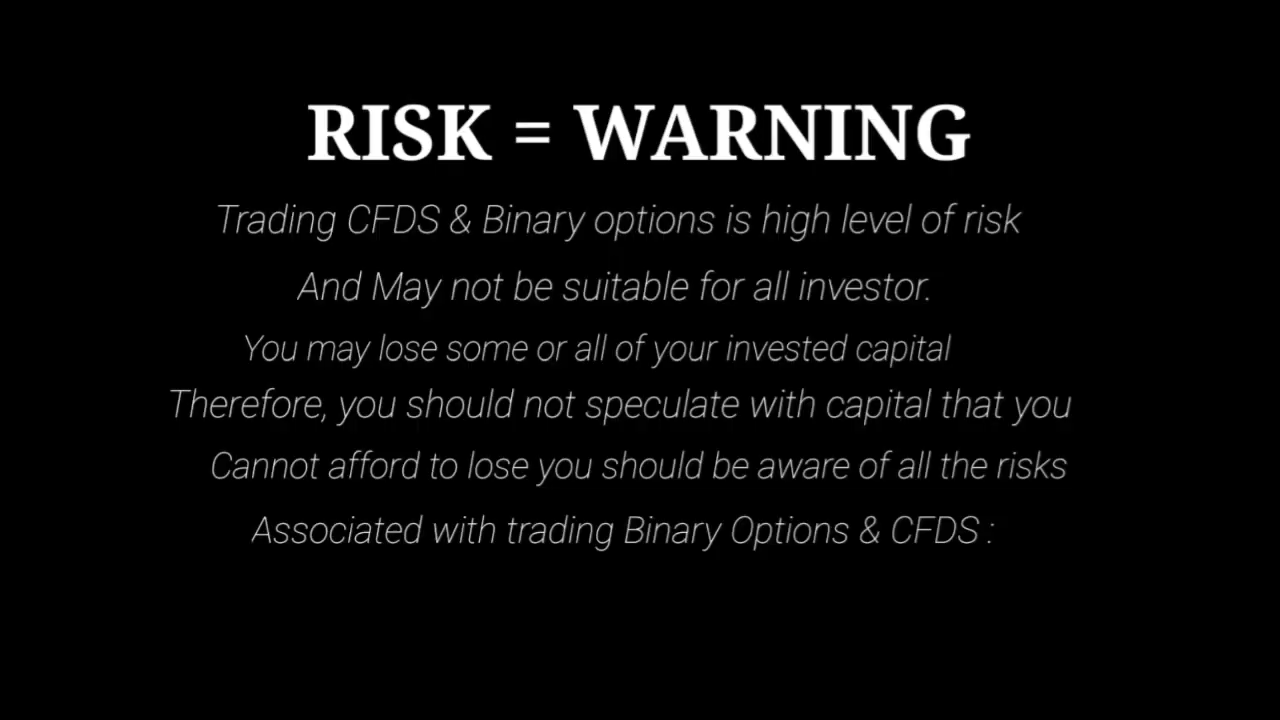 RISK = WARNING
Trading CFDS & Binary options is high level of risk
And May not be suitable for all investor.
You may lose some or all of your invested capital
Therefore, you should not speculate with capital that you
Cannot afford to lose you should be aware of all the risks
Associated with trading Binary Options & CFDS :